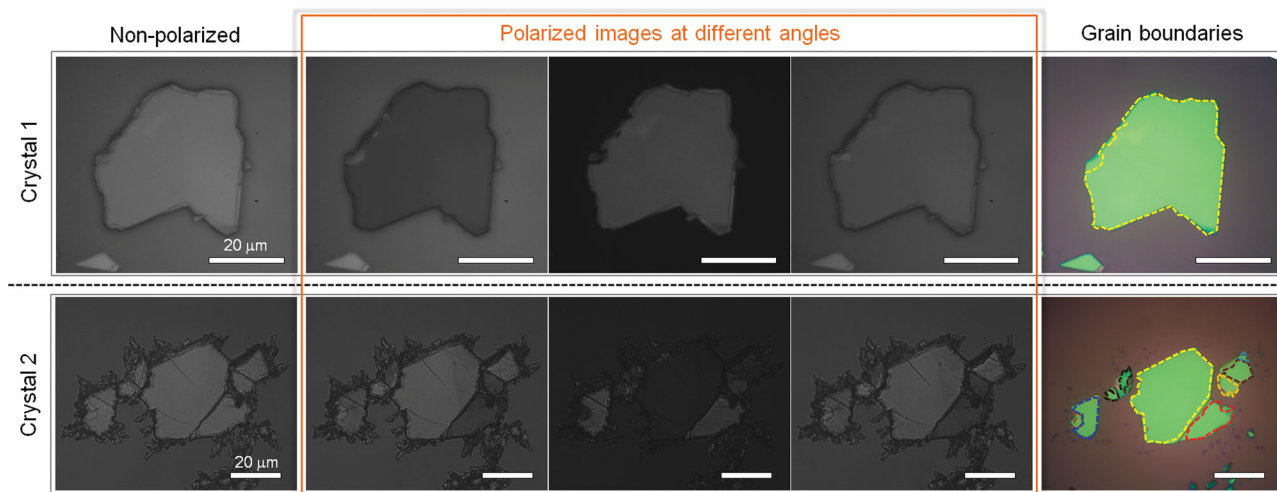 Non-polarized
Polarized images at different angles
Grain boundaries
Crystal 1
20 μm
Crystal 2
20 μm